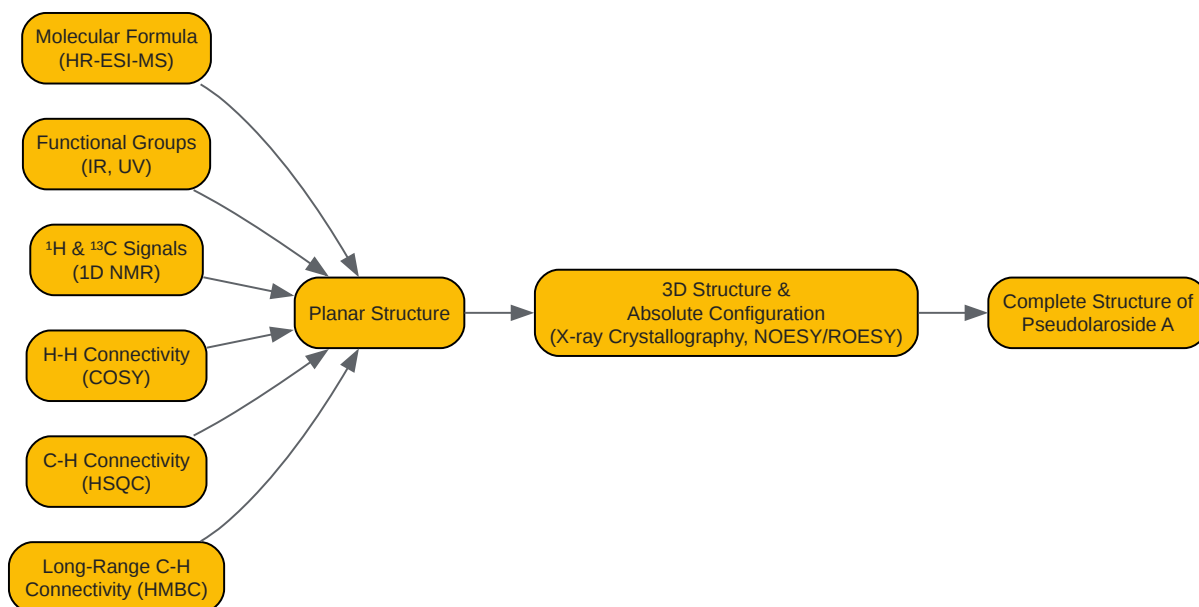 Molecular Formula
(HR-ESI-MS)
Functional Groups
(IR, UV)
¹H & ¹³C Signals
(1D NMR)
H-H Connectivity
(COSY)
C-H Connectivity
(HSQC)
Long-Range C-H
Connectivity (HMBC)
Planar Structure
3D Structure &
Absolute Configuration
(X-ray Crystallography, NOESY/ROESY)
Complete Structure of
Pseudolaroside A